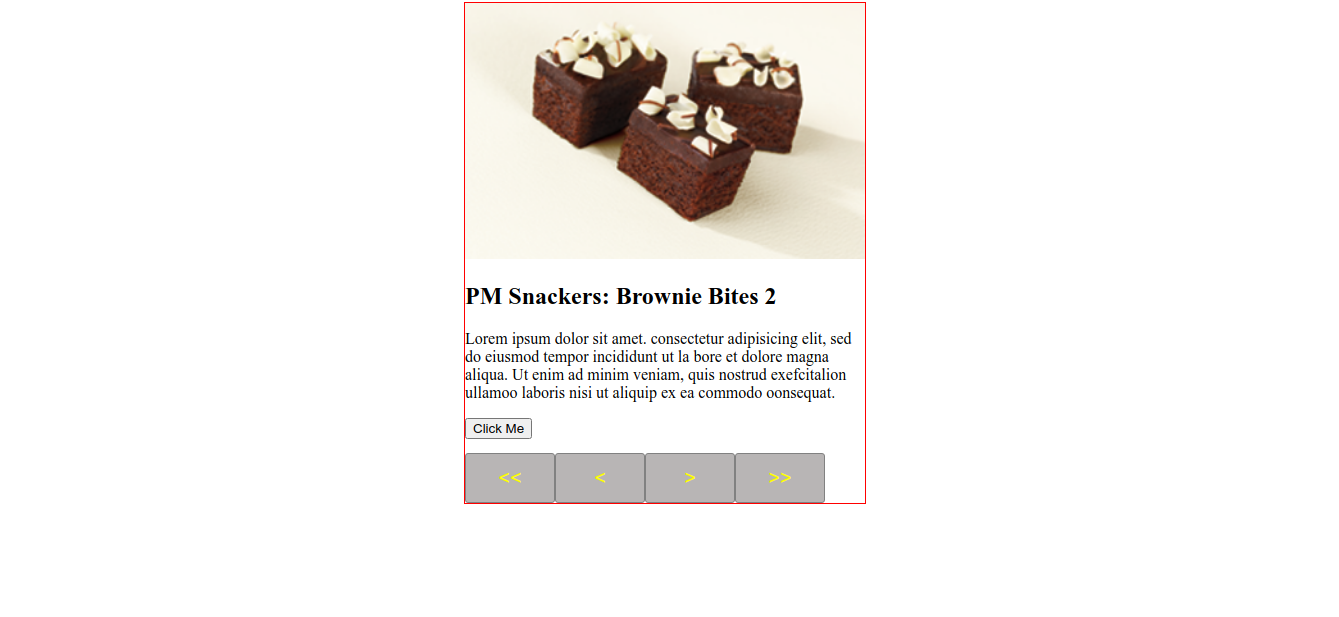 PM Snackers: Brownie Bites 2
Lorem ipsum dolor sit amet. consectetur adipisicing elit, sed
do eiusmod tempor incididunt ut la bore et dolore magna
aliqua. Ut enim ad minim veniam, quis nostrud exefcitalion
ullamoo laboris nisi ut aliquip ex ea commodo oonsequat.
Click Me
<< < > >>